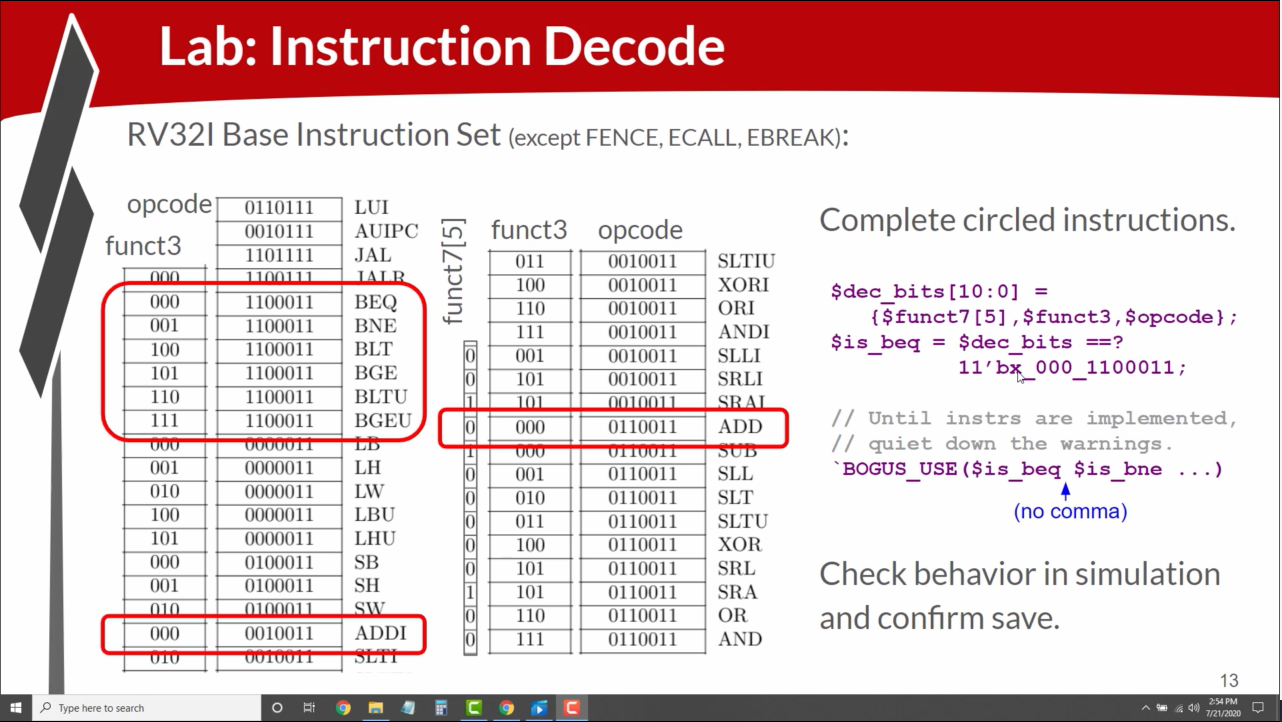 Lab: Instruction Decode
RV32I Base Instruction Set (except FENCE, ECALL, EBREAK):
opcode
funct3
0110111 LUI
0010111 AUIPC
1101111 JAL
000 1100111 JALR
000 1100011 BEQ
001 1100011 BNE
100 1100011 BLT
101 1100011 BGE
110 1100011 BLTU
111 1100011 BGEU
000 0000011 LB
001 0000011 LH
010 0000011 LW
100 0000011 LBU
101 0000011 LHU
000 0100011 SB
001 0100011 SH
010 0100011 SW
000 0010011 ADDI
010 0010011 SLTI
funct7[5]
funct3 opcode
011 0010011 SLTIU
100 0010011 XORI
110 0010011 ORI
111 0010011 ANDI
0 001 0010011 SLLI
0 101 0010011 SRLI
1 101 0010011 SRAI
0 000 0110011 ADD
1 000 0110011 SUB
0 001 0110011 SLL
0 010 0110011 SLT
0 011 0110011 SLTU
0 100 0110011 XOR
0 101 0110011 SRL
1 101 0110011 SRA
0 110 0110011 OR
0 111 0110011 AND
Complete circled instructions.
$dec_bits[10:0] =
{$funct7[5],$funct3,$opcode};
$is_beq = $dec_bits ==?
11’bx_000_1100011;
// Until instrs are implemented,
// quiet down the warnings.
`BOGUS_USE($is_beq $is_bne ...)
(no comma)
Check behavior in simulation
and confirm save.
13
Type here to search
2:54 PM
7/21/2020